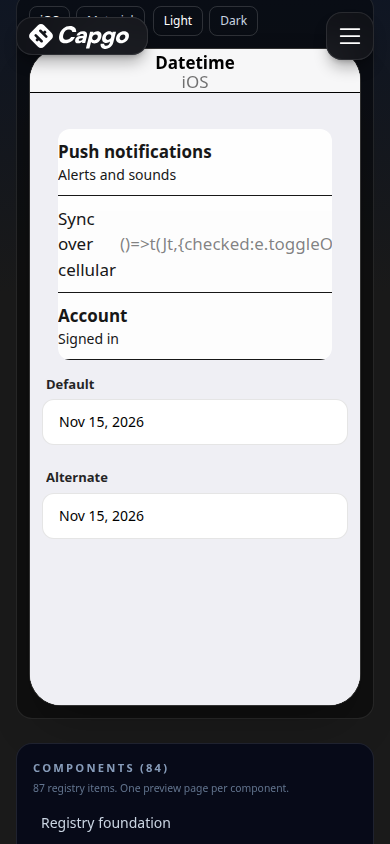 Light
Dark
Capgo
Datetime
iOS
Push notifications
Alerts and sounds
Sync
over
cellular
()=>t(Jt,{checked:e.toggleO
Account
Signed in
Default
Nov 15, 2026
Alternate
Nov 15, 2026
COMPONENTS (84)
87 registry items. One preview page per component.
Registry foundation